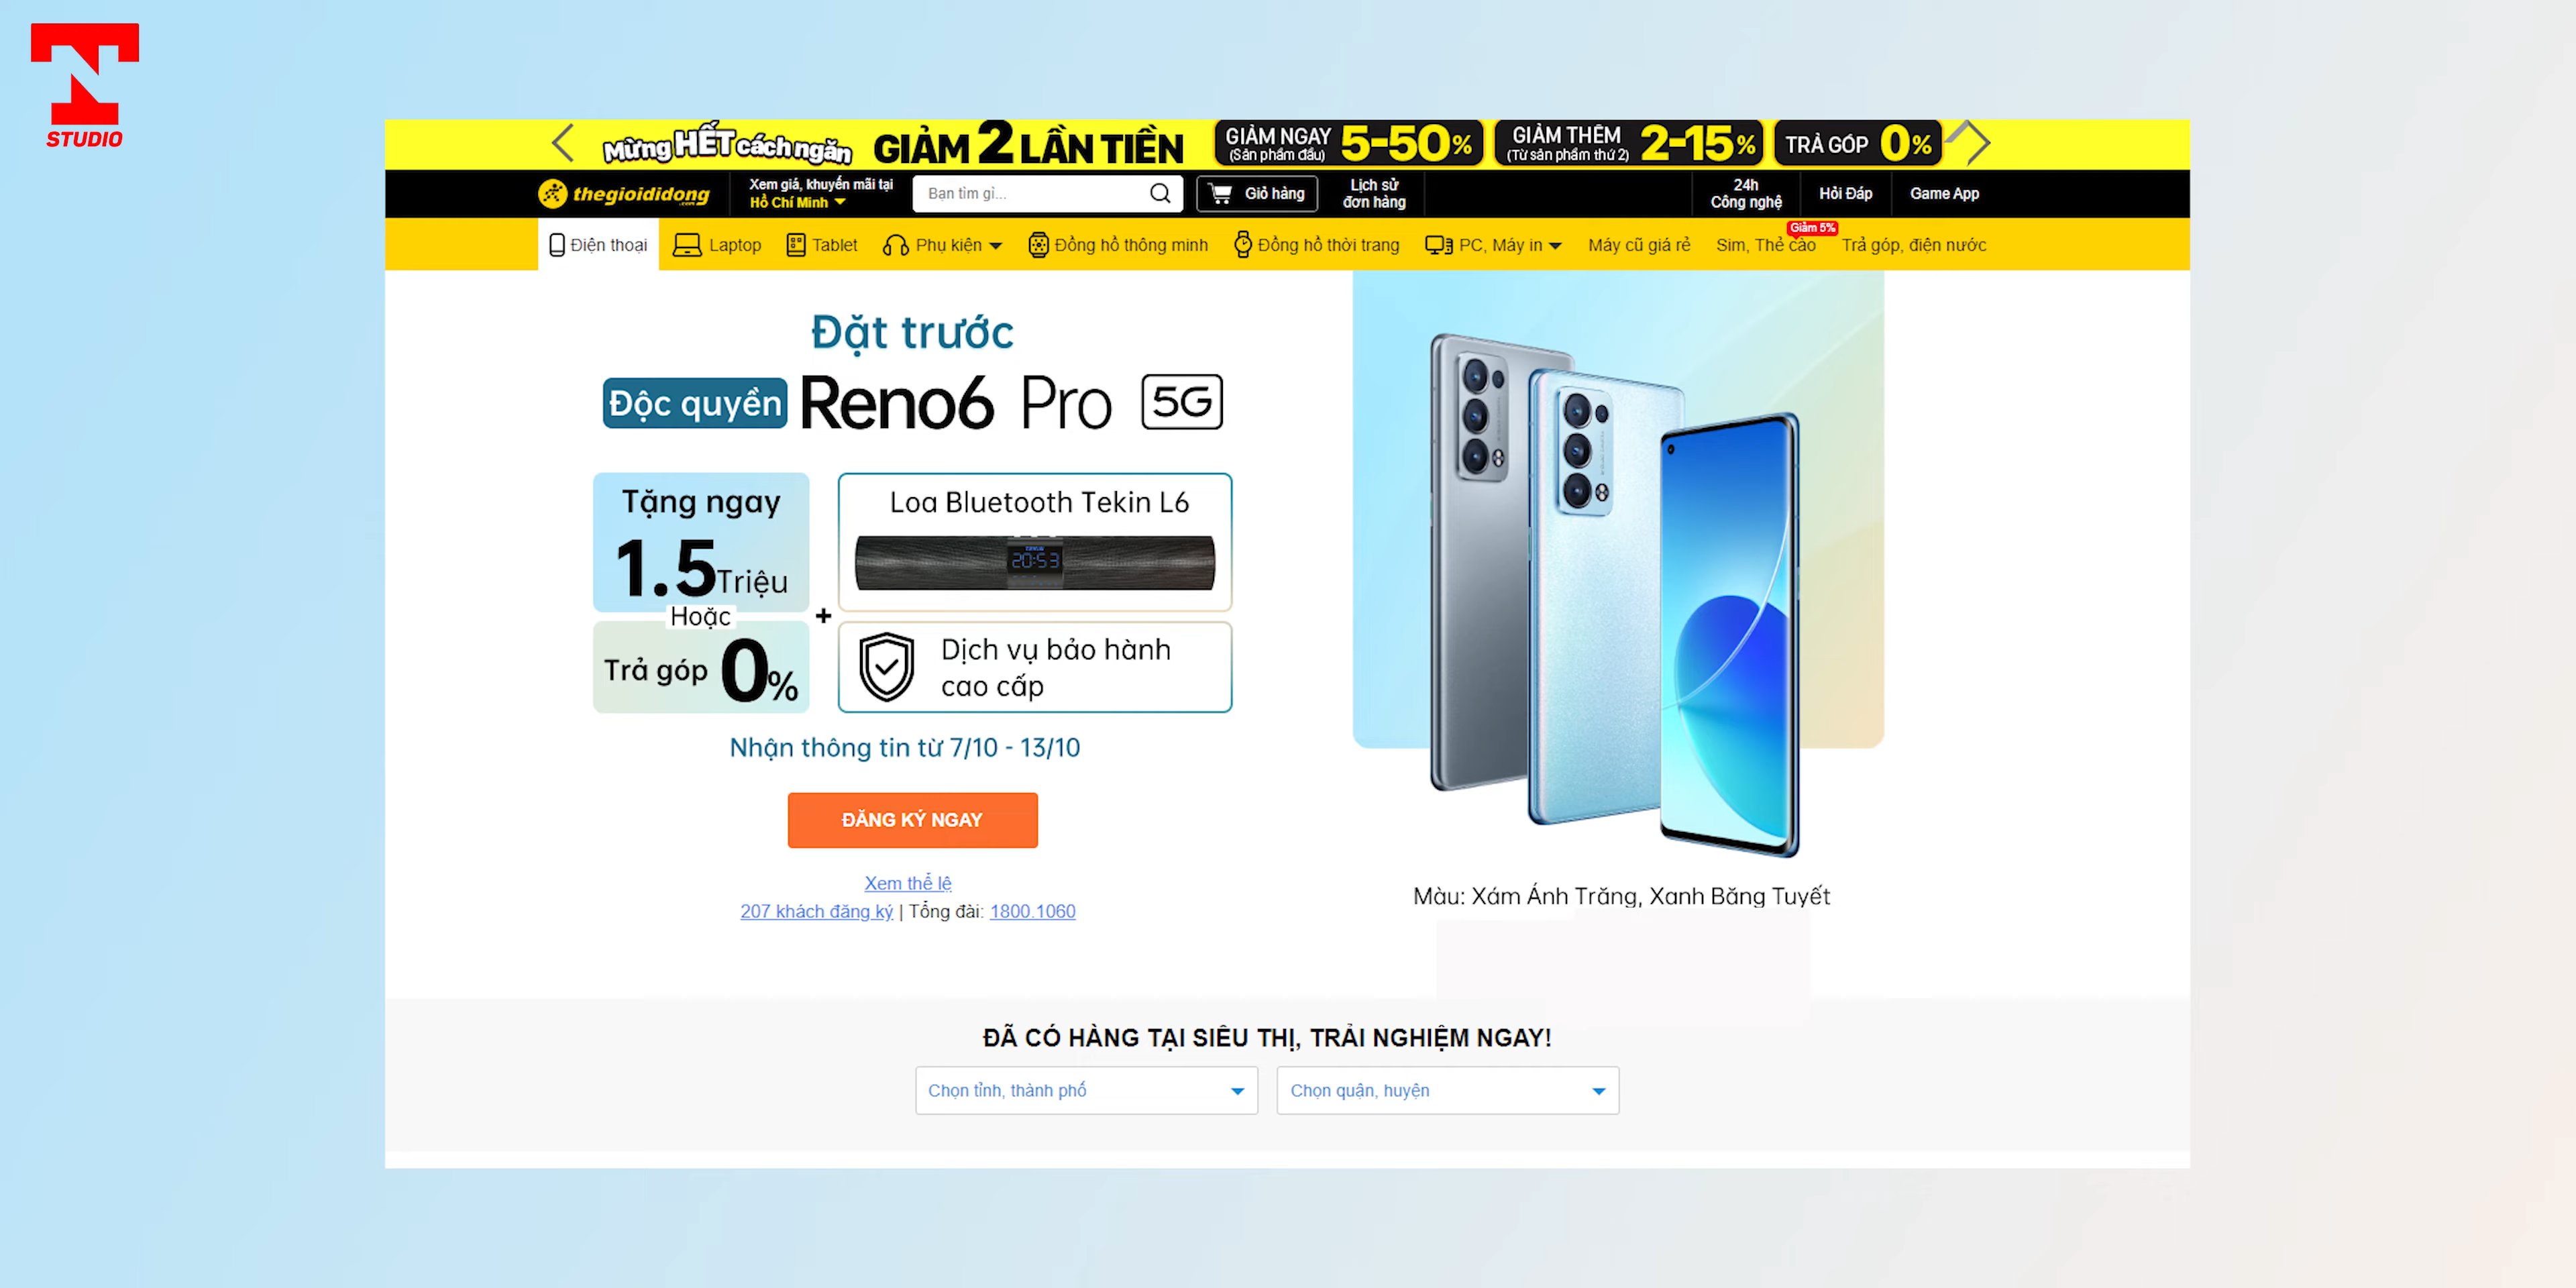 TN
STUDIO
Mừng HẾT cách ngăn
GIẢM 2 LẦN TIỀN
GIẢM NGAY
(Sản phẩm đầu)
5-50%
GIẢM THÊM
(Từ sản phẩm thứ 2)
2-15%
TRẢ GÓP 0%
thegioididong
.com
Xem giá, khuyến mãi tại
Hồ Chí Minh
Bạn tìm gì...
Giỏ hàng
Lịch sử
đơn hàng
24h
Công nghệ
Hỏi Đáp
Game App
Điện thoại
Laptop
Tablet
Phụ kiện
Đồng hồ thông minh
Đồng hồ thời trang
PC, Máy in
Máy cũ giá rẻ
Giảm 5%
Sim, Thẻ cào
Trả góp, điện nước
Đặt trước
Độc quyền Reno6 Pro 5G
Tặng ngay
1.5 Triệu
Hoặc
Trả góp 0%
+
Loa Bluetooth Tekin L6
20:53
Dịch vụ bảo hành
cao cấp
Nhận thông tin từ 7/10 - 13/10
ĐĂNG KÝ NGAY
Xem thể lệ
207 khách đăng ký | Tổng đài: 1800.1060
Màu: Xám Ánh Trăng, Xanh Băng Tuyết
ĐÃ CÓ HÀNG TẠI SIÊU THỊ, TRẢI NGHIỆM NGAY!
Chọn tỉnh, thành phố
Chọn quận, huyện